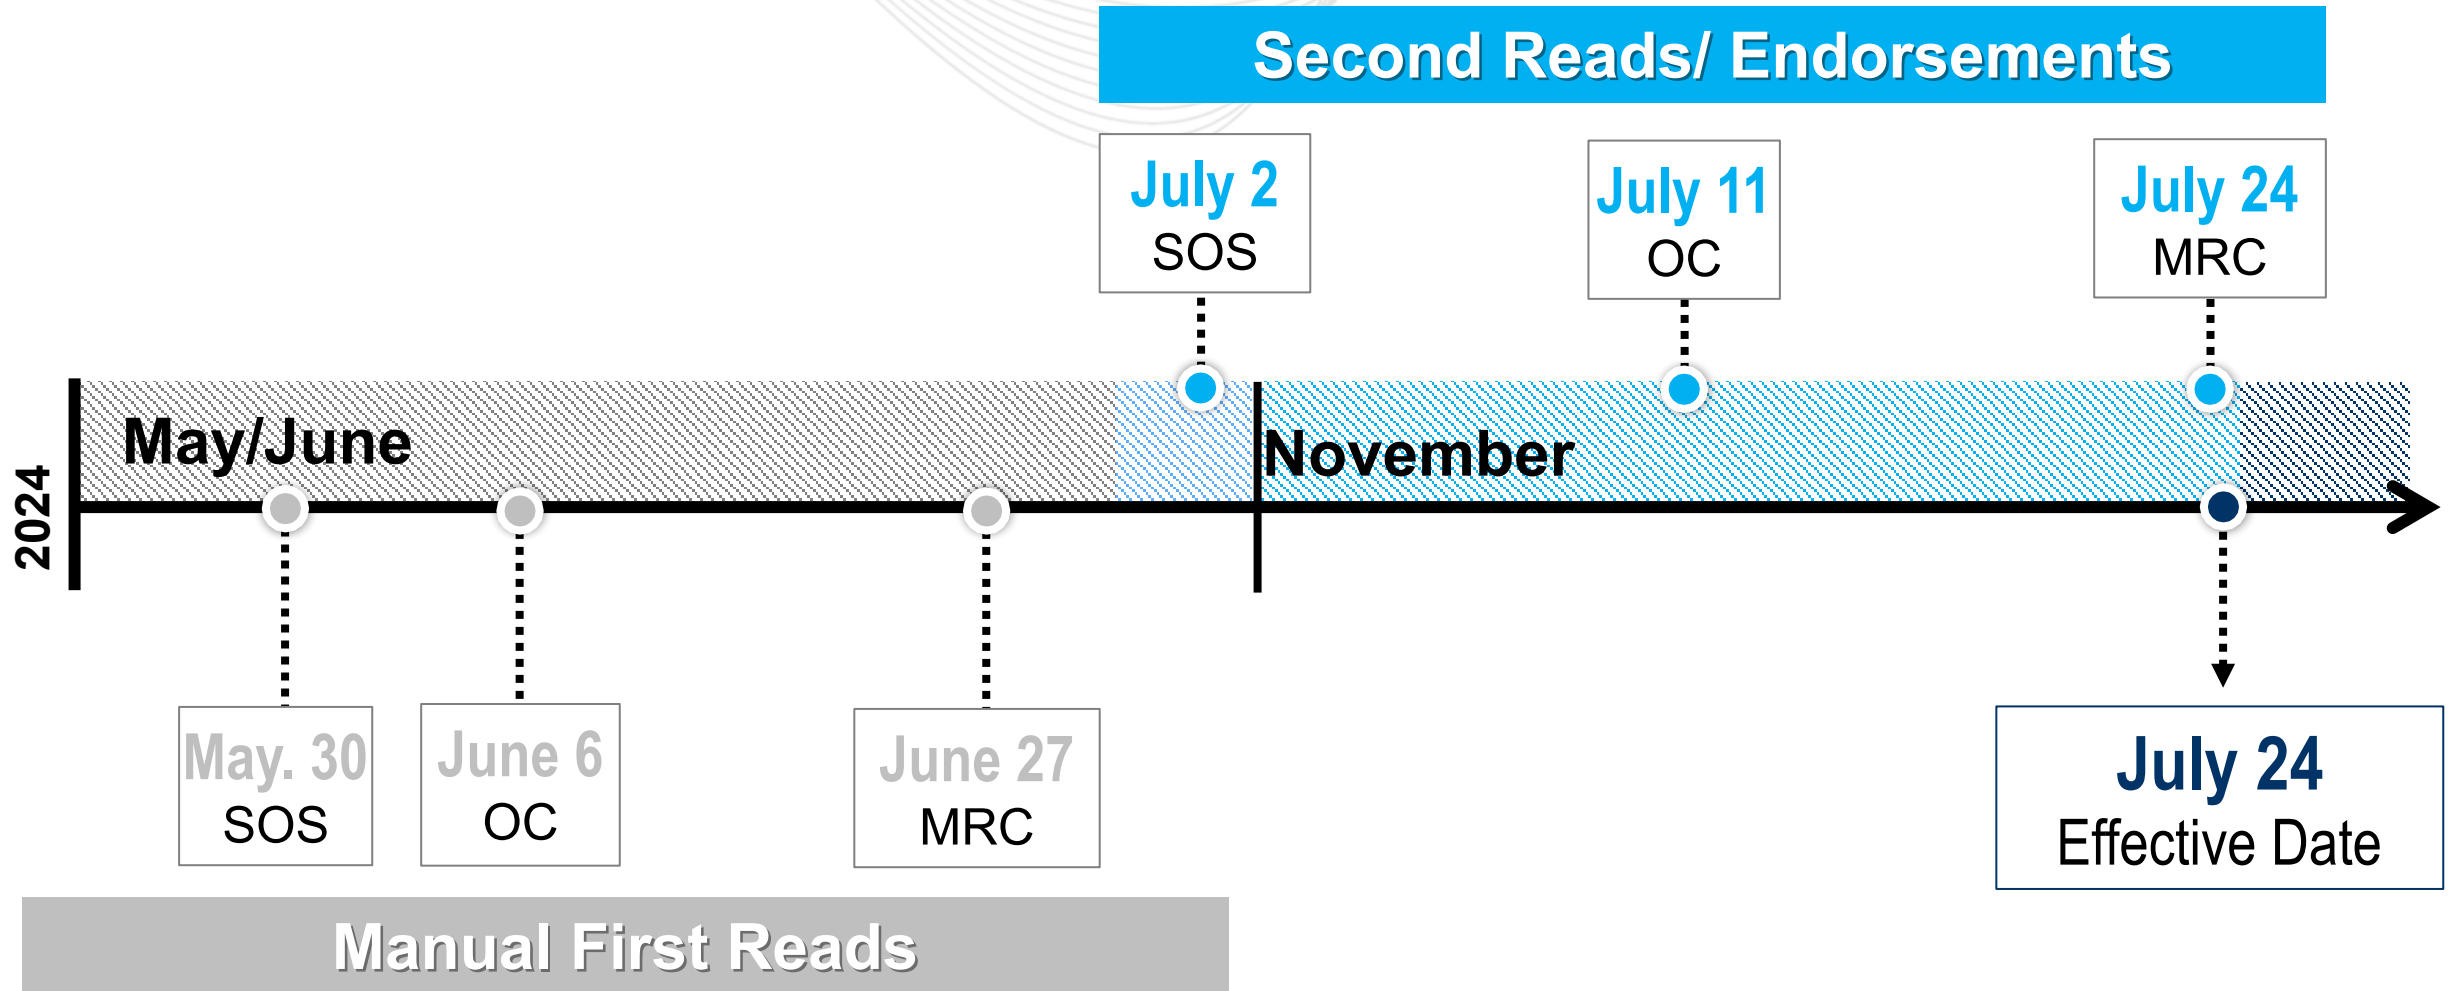 Second Reads/ Endorsements
July 2
SOS
July 11
OC
July 24
MRC
2024
May/June
November
May. 30
SOS
June 6
OC
June 27
MRC
July 24
Effective Date
Manual First Reads